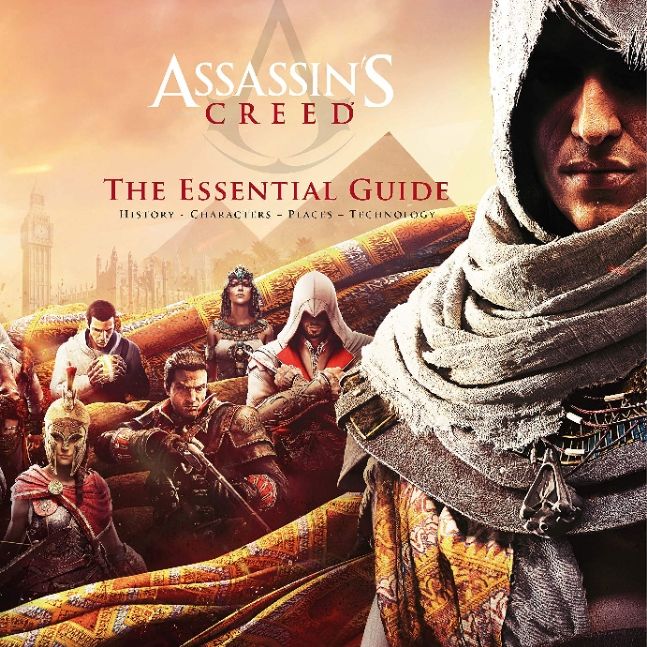 ASSASSIN'S
CREED
THE ESSENTIAL GUIDE
HISTORY - CHARACTERS – PLACES – TECHNOLOGY